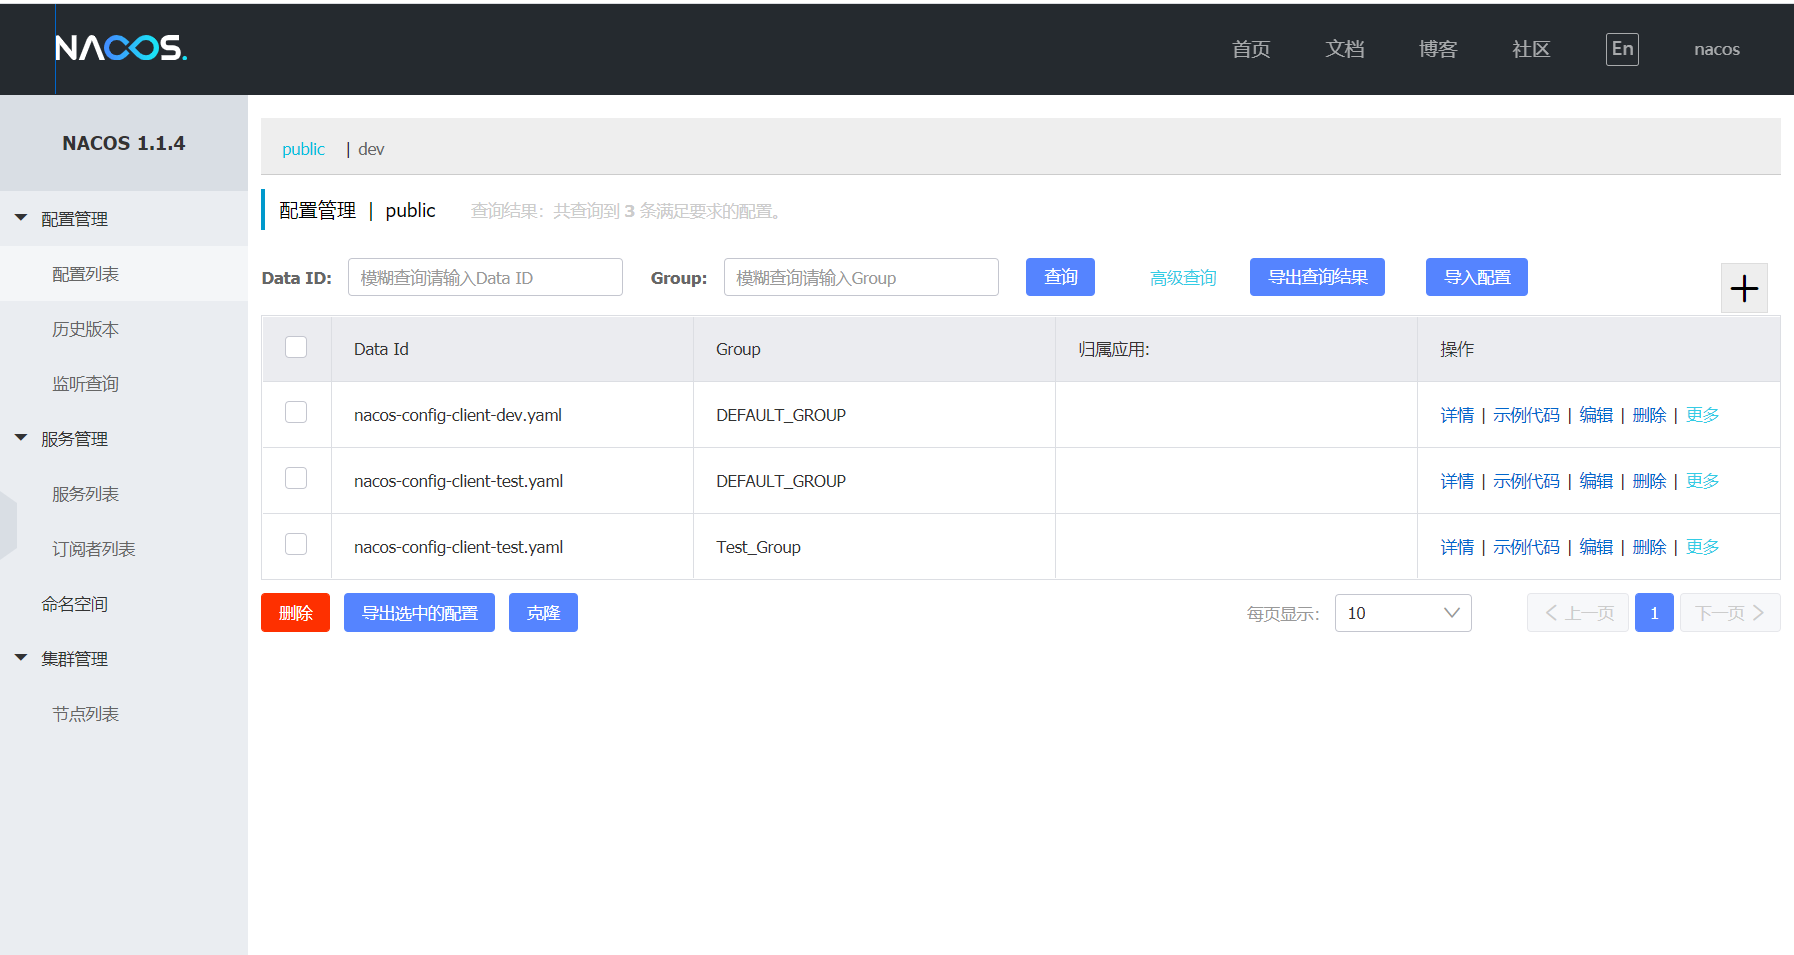 NACOS. 首页 文档 博客 社区 En nacos
NACOS 1.1.4
配置管理
配置列表
历史版本
监听查询
服务管理
服务列表
订阅者列表
命名空间
集群管理
节点列表
public | dev
配置管理 | public 查询结果：共查询到 3 条满足要求的配置。
Data ID: 模糊查询请输入Data ID Group: 模糊查询请输入Group 查询 高级查询 导出查询结果 导入配置
Data Id Group 归属应用: 操作
nacos-config-client-dev.yaml DEFAULT_GROUP 详情 | 示例代码 | 编辑 | 删除 | 更多
nacos-config-client-test.yaml DEFAULT_GROUP 详情 | 示例代码 | 编辑 | 删除 | 更多
nacos-config-client-test.yaml Test_Group 详情 | 示例代码 | 编辑 | 删除 | 更多
删除 导出选中的配置 克隆 每页显示: 10 上一页 1 下一页